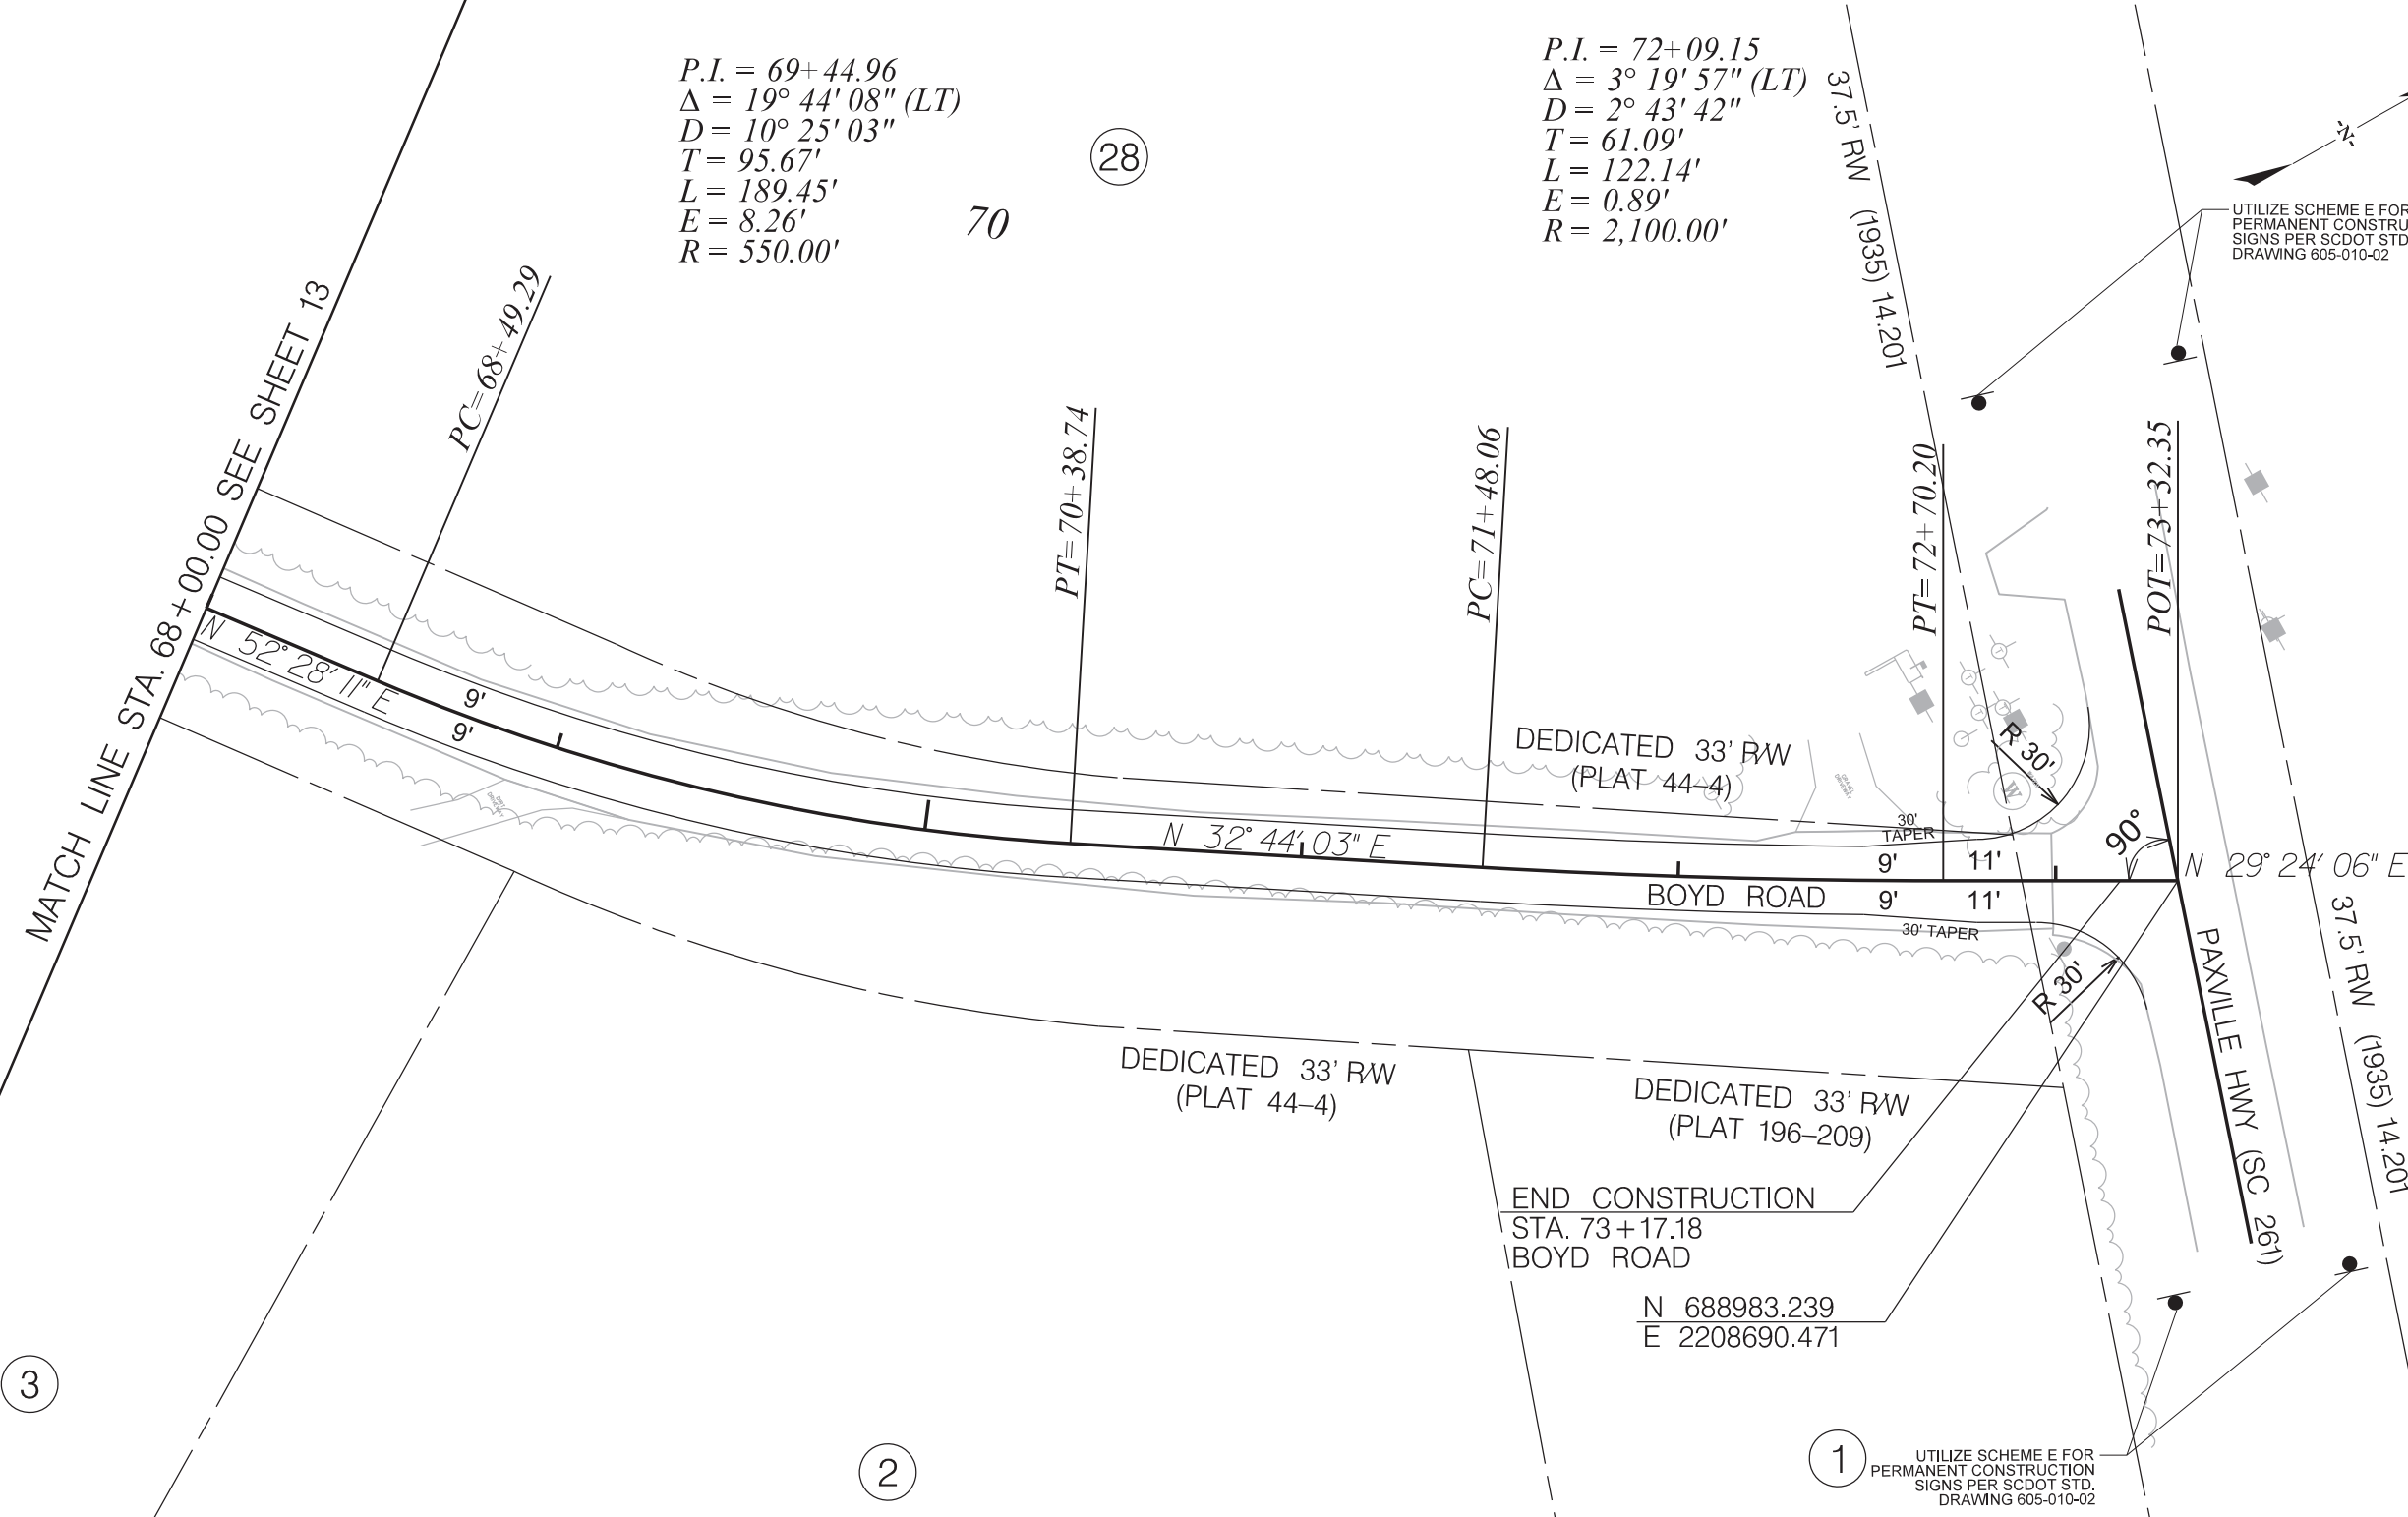 P.I. = 69+44.96
Δ = 19° 44' 08" (LT)
D = 10° 25' 03"
T = 95.67'
L = 189.45'
E = 8.26'
R = 550.00'
28
70
P.I. = 72+09.15
Δ = 3° 19' 57" (LT)
D = 2° 43' 42"
T = 61.09'
L = 122.14'
E = 0.89'
R = 2,100.00'
37.5' RW (1935) 14.201
N
UTILIZE SCHEME E FOR
PERMANENT CONSTRU
SIGNS PER SCDOT STD
DRAWING 605-010-02
MATCH LINE STA. 68+00.00 SEE SHEET 13
PC=68+49.29
PT=70+38.74
PC=71+48.06
PT=72+70.20
POT=73+32.35
N 52° 28' 11" E
9'
9'
DEDICATED 33' R/W
(PLAT 44–4)
R 30'
W
GRAVEL
DRIVEWAY
DIRT
DRIVEWAY
N 32° 44' 03" E
30'
TAPER
9' 11'
90°
N 29° 24' 06" E
BOYD ROAD
9' 11'
30' TAPER
R 30'
PAXVILLE HWY (SC 261)
37.5' RW (1935) 14.201
DEDICATED 33' R/W
(PLAT 44–4)
DEDICATED 33' R/W
(PLAT 196–209)
END CONSTRUCTION
STA. 73+17.18
BOYD ROAD
N 688983.239
E 2208690.471
3
2
1
UTILIZE SCHEME E FOR
PERMANENT CONSTRUCTION
SIGNS PER SCDOT STD.
DRAWING 605-010-02